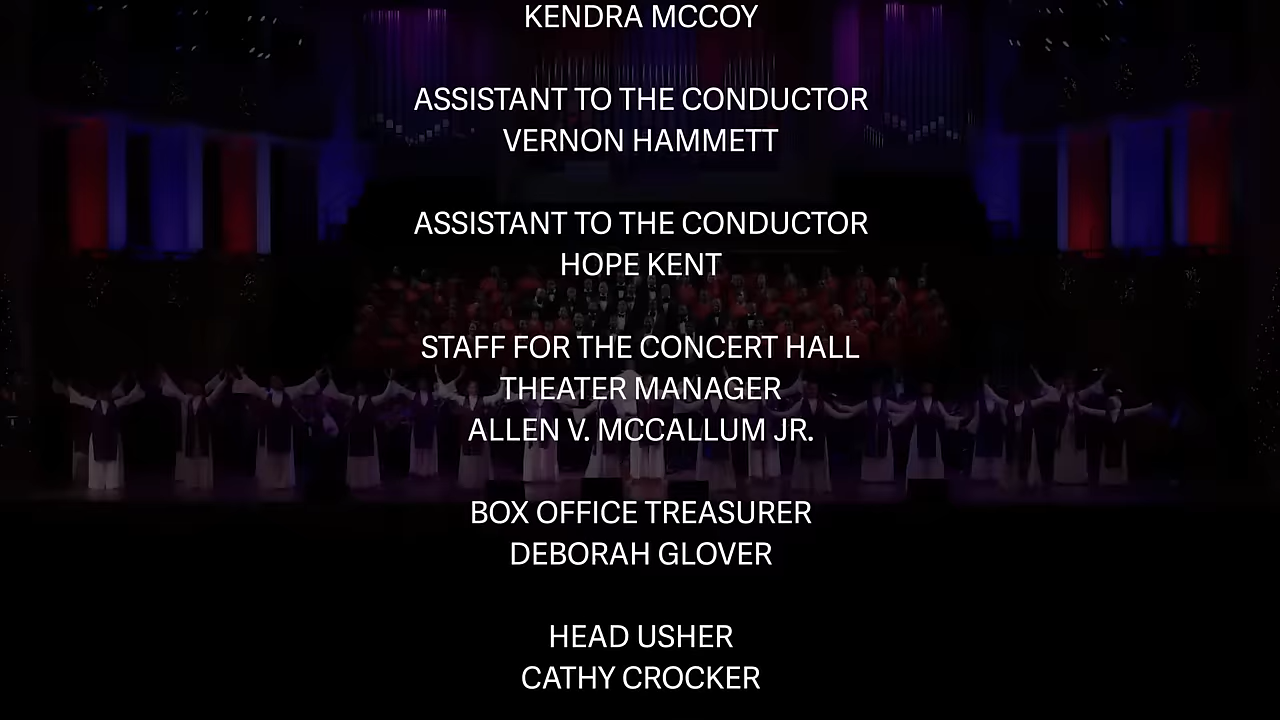 KENDRA MCCOY
ASSISTANT TO THE CONDUCTOR
VERNON HAMMETT
ASSISTANT TO THE CONDUCTOR
HOPE KENT
STAFF FOR THE CONCERT HALL
THEATER MANAGER
ALLEN V. MCCALLUM JR.
BOX OFFICE TREASURER
DEBORAH GLOVER
HEAD USHER
CATHY CROCKER